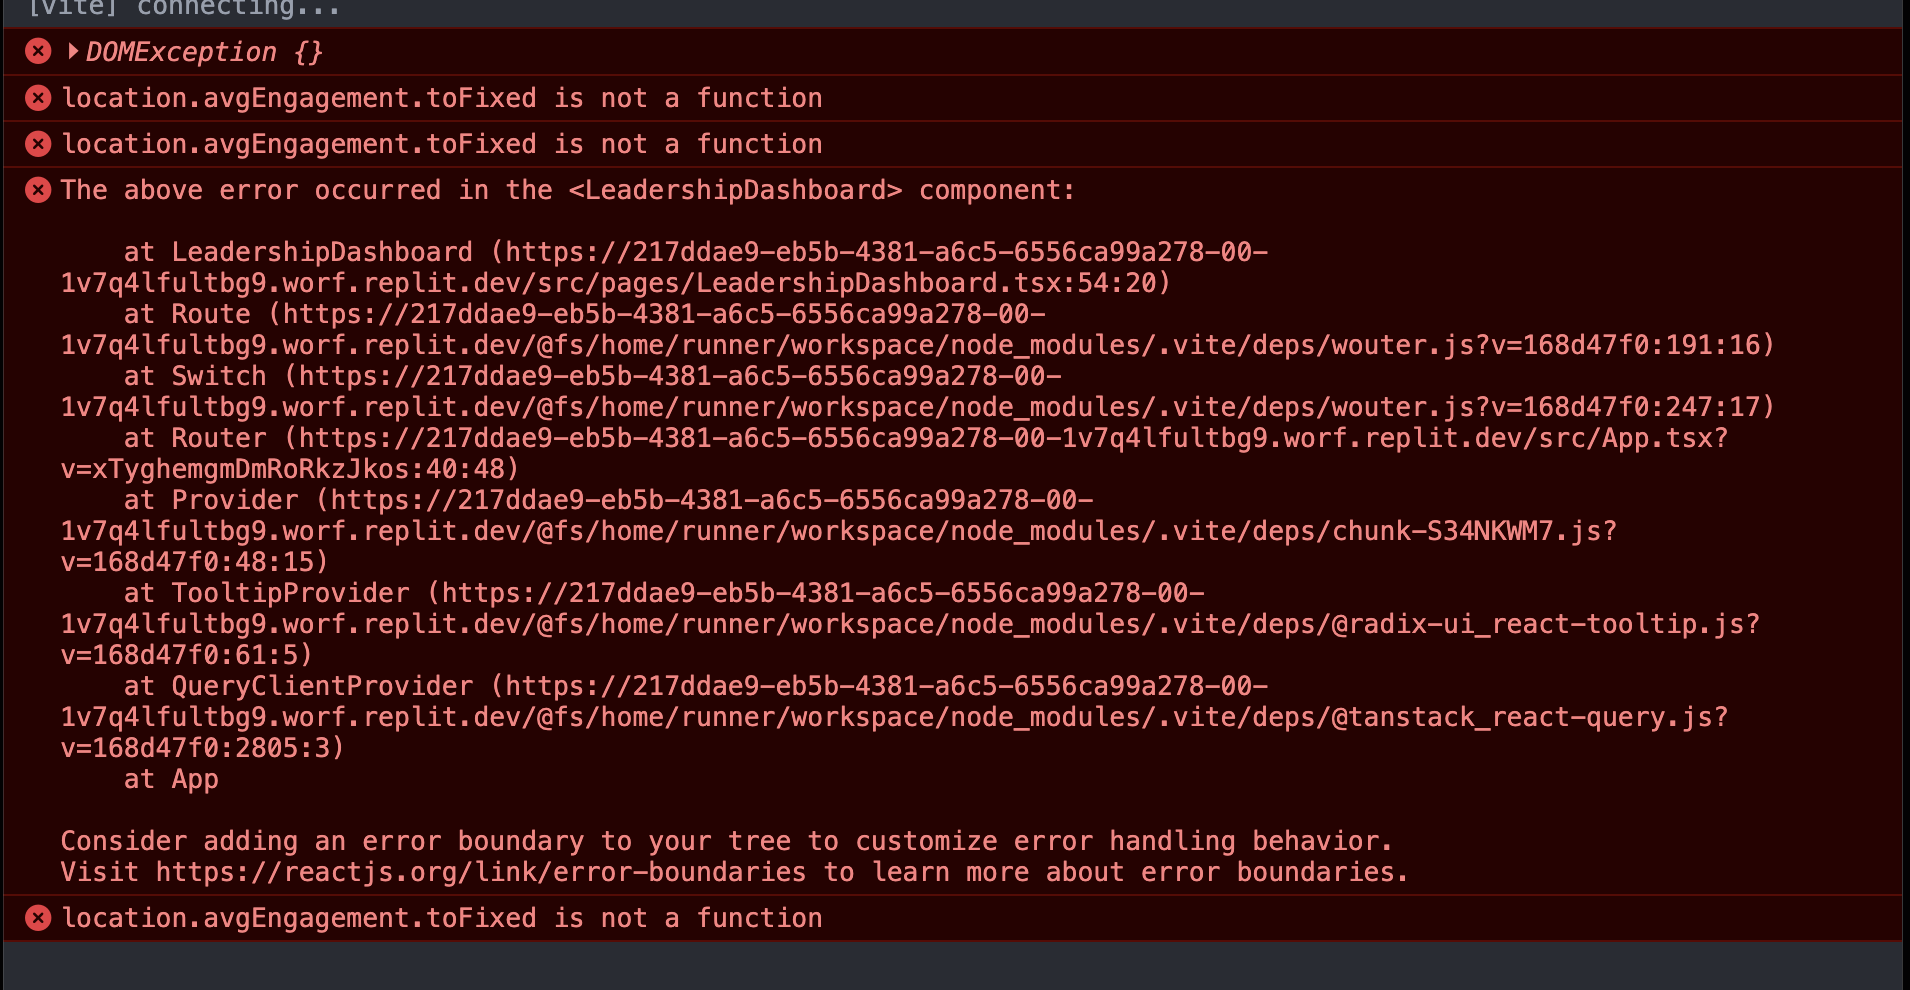 [vite] connecting...
DOMException {}
location.avgEngagement.toFixed is not a function
location.avgEngagement.toFixed is not a function
The above error occurred in the <LeadershipDashboard> component:
at LeadershipDashboard (https://217ddae9-eb5b-4381-a6c5-6556ca99a278-00-
1v7q4lfultbg9.worf.replit.dev/src/pages/LeadershipDashboard.tsx:54:20)
at Route (https://217ddae9-eb5b-4381-a6c5-6556ca99a278-00-
1v7q4lfultbg9.worf.replit.dev/@fs/home/runner/workspace/node_modules/.vite/deps/wouter.js?v=168d47f0:191:16)
at Switch (https://217ddae9-eb5b-4381-a6c5-6556ca99a278-00-
1v7q4lfultbg9.worf.replit.dev/@fs/home/runner/workspace/node_modules/.vite/deps/wouter.js?v=168d47f0:247:17)
at Router (https://217ddae9-eb5b-4381-a6c5-6556ca99a278-00-1v7q4lfultbg9.worf.replit.dev/src/App.tsx?
v=xTyghemgmDmRoRkzJkos:40:48)
at Provider (https://217ddae9-eb5b-4381-a6c5-6556ca99a278-00-
1v7q4lfultbg9.worf.replit.dev/@fs/home/runner/workspace/node_modules/.vite/deps/chunk-S34NKWM7.js?
v=168d47f0:48:15)
at TooltipProvider (https://217ddae9-eb5b-4381-a6c5-6556ca99a278-00-
1v7q4lfultbg9.worf.replit.dev/@fs/home/runner/workspace/node_modules/.vite/deps/@radix-ui_react-tooltip.js?
v=168d47f0:61:5)
at QueryClientProvider (https://217ddae9-eb5b-4381-a6c5-6556ca99a278-00-
1v7q4lfultbg9.worf.replit.dev/@fs/home/runner/workspace/node_modules/.vite/deps/@tanstack_react-query.js?
v=168d47f0:2805:3)
at App
Consider adding an error boundary to your tree to customize error handling behavior.
Visit https://reactjs.org/link/error-boundaries to learn more about error boundaries.
location.avgEngagement.toFixed is not a function